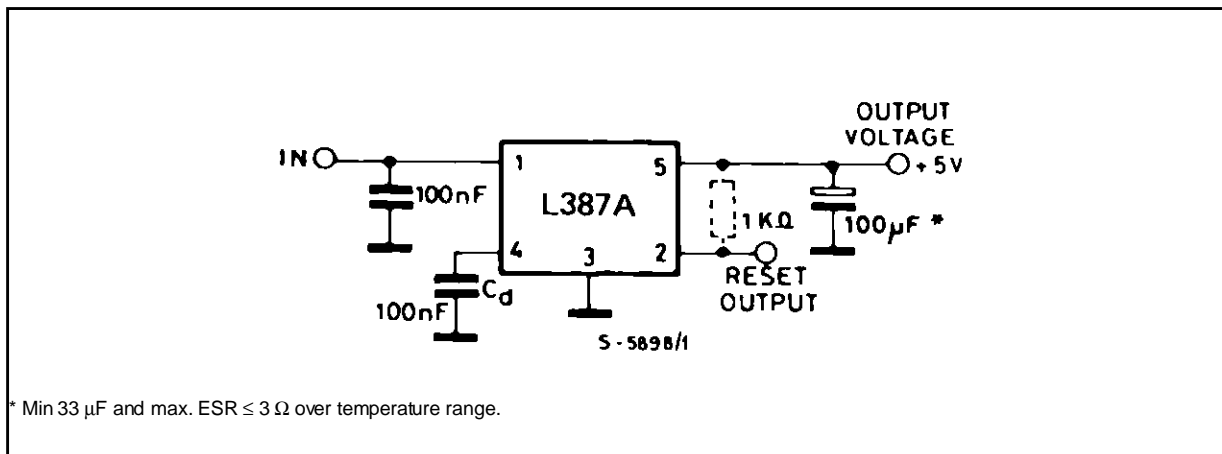 OUTPUT
VOLTAGE
IN
1
5
+5V
100nF
L387A
1KΩ
100µF *
4
3
2
Cd
100nF
RESET
OUTPUT
S-5898/1
* Min 33 µF and max. ESR ≤ 3 Ω over temperature range.